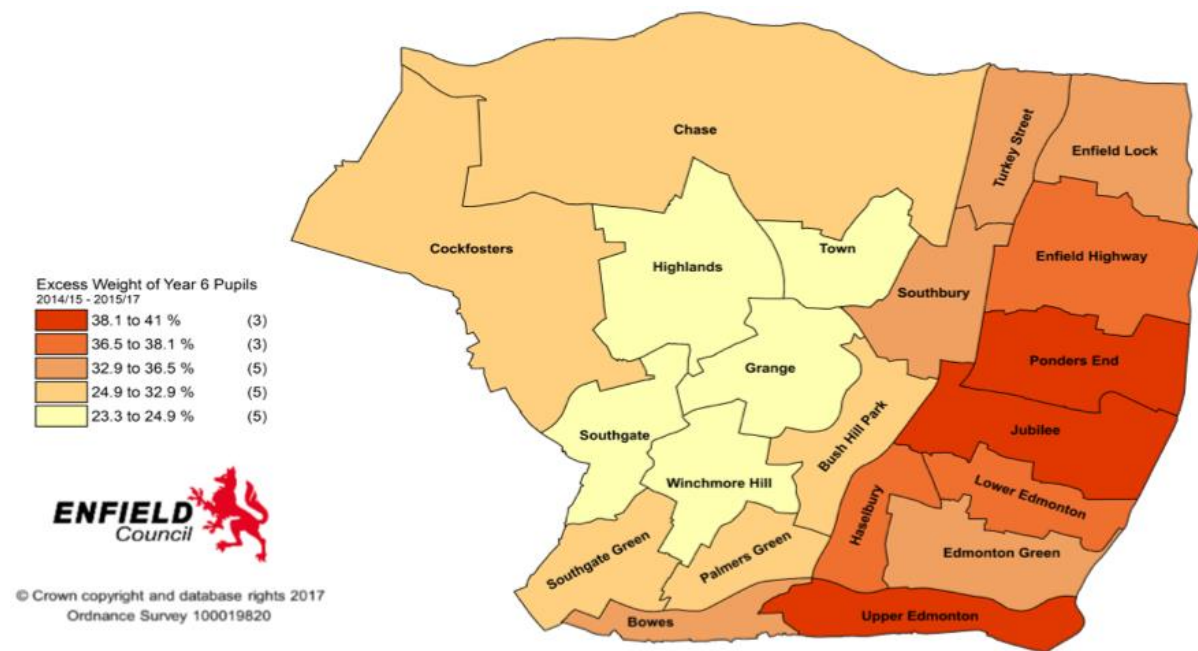 Chase
Turkey Street
Enfield Lock
Cockfosters
Highlands
Town
Enfield Highway
Southbury
Excess Weight of Year 6 Pupils
2014/15 - 2015/17
38.1 to 41 % (3)
36.5 to 38.1 % (3)
32.9 to 36.5 % (5)
24.9 to 32.9 % (5)
23.3 to 24.9 % (5)
Ponders End
Grange
Jubilee
Southgate
Bush Hill Park
Winchmore Hill
Lower Edmonton
Haselbury
ENFIELD
Council
Southgate Green
Palmers Green
Edmonton Green
© Crown copyright and database rights 2017
Ordnance Survey 100019820
Bowes
Upper Edmonton